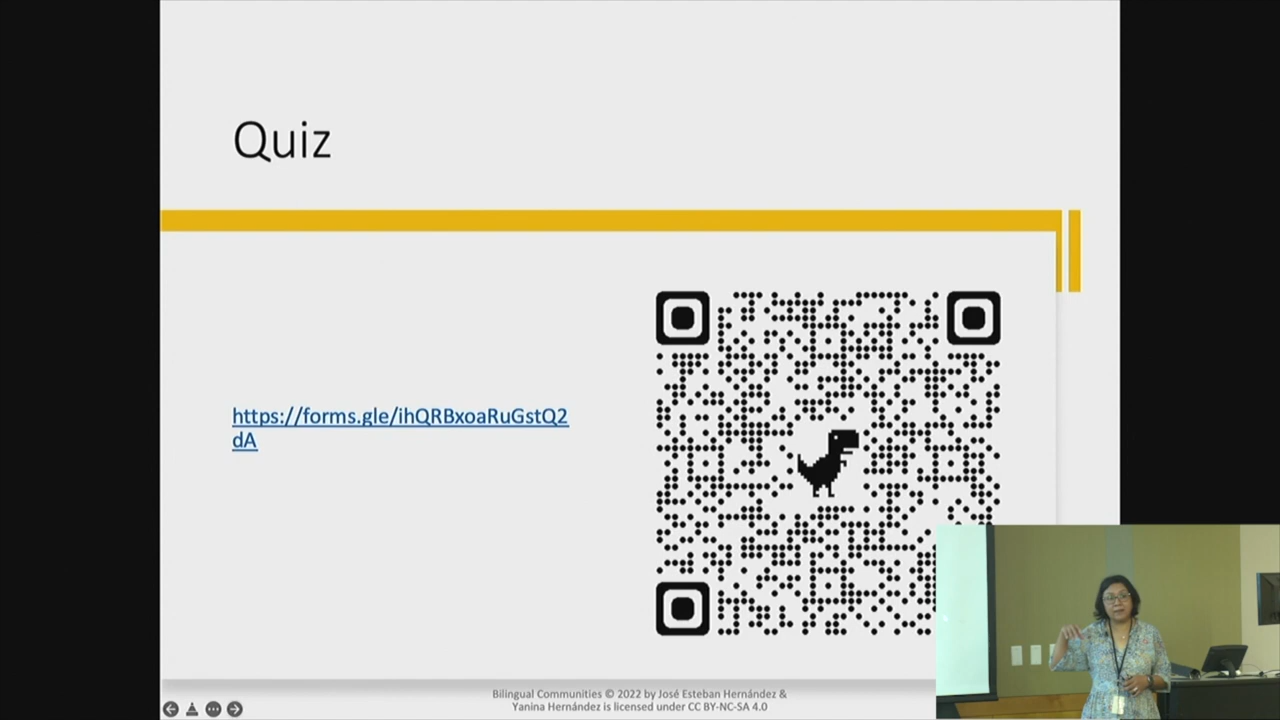 Quiz
https://forms.gle/ihQRBxoaRuGstQ2
dA
Bilingual Communities © 2022 by José Esteban Hernández &
Yanina Hernández is licensed under CC BY-NC-SA 4.0